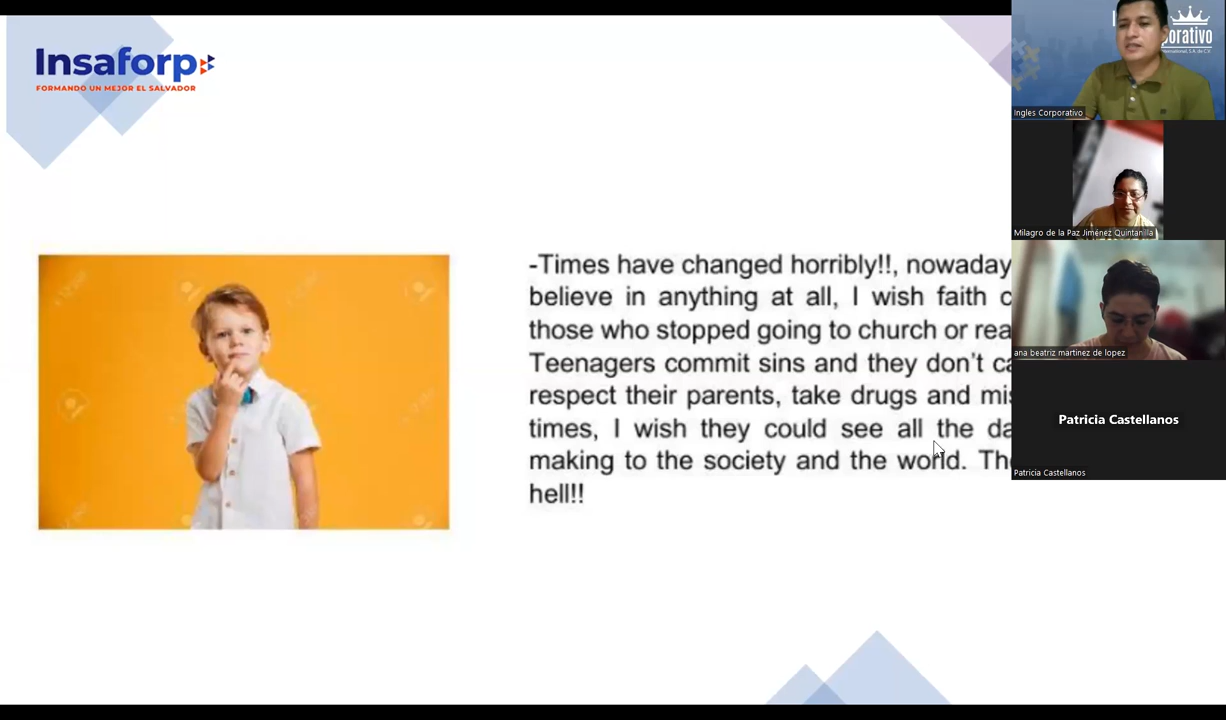 Insaforp
FORMANDO UN MEJOR EL SALVADOR
-Times have changed horribly!!, nowaday
believe in anything at all, I wish faith c
those who stopped going to church or rea
Teenagers commit sins and they don't ca
respect their parents, take drugs and mis
times, I wish they could see all the da
making to the society and the world. The
hell!!
Ingles Corporativo
Milagro de la Paz Jiménez Quintanilla
ana beatriz martinez de lopez
Patricia Castellanos
Patricia Castellanos